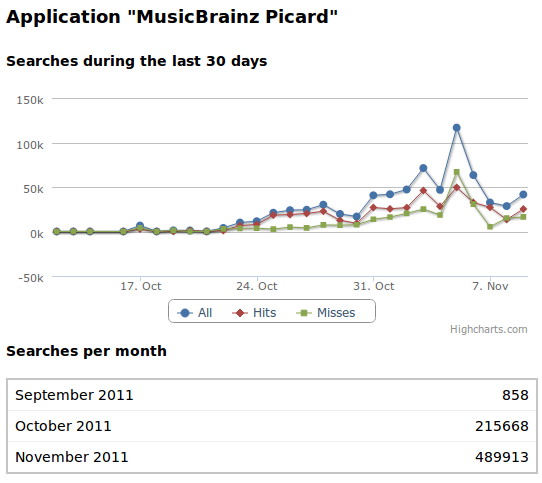 Application "MusicBrainz Picard"
Searches during the last 30 days
150k
100k
50k
0k
-50k
17. Oct 24. Oct 31. Oct 7. Nov
All Hits Misses
Highcharts.com
Searches per month
September 2011 858
October 2011 215668
November 2011 489913